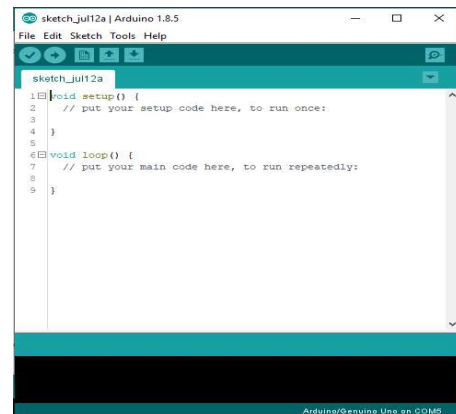 sketch_jul12a | Arduino 1.8.5
File Edit Sketch Tools Help
sketch_jul12a
1 void setup() {
2 // put your setup code here, to run once:
3
4 }
5
6 void loop() {
7 // put your main code here, to run repeatedly:
8
9 }
Arduino/Genuino Uno on COM5